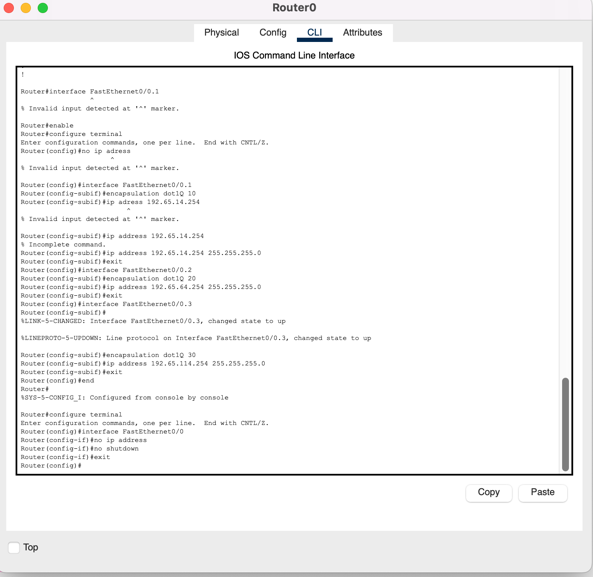 Router0
Physical Config CLI Attributes
IOS Command Line Interface
!
Router#interface FastEthernet0/0.1
^
% Invalid input detected at '^' marker.
Router#enable
Router#configure terminal
Enter configuration commands, one per line. End with CNTL/Z.
Router(config)#no ip adress
^
% Invalid input detected at '^' marker.
Router(config)#interface FastEthernet0/0.1
Router(config-subif)#encapsulation dot1Q 10
Router(config-subif)#ip adress 192.65.14.254
^
% Invalid input detected at '^' marker.
Router(config-subif)#ip address 192.65.14.254
% Incomplete command.
Router(config-subif)#ip address 192.65.14.254 255.255.255.0
Router(config-subif)#exit
Router(config)#interface FastEthernet0/0.2
Router(config-subif)#encapsulation dot1Q 20
Router(config-subif)#ip address 192.65.64.254 255.255.255.0
Router(config-subif)#exit
Router(config)#interface FastEthernet0/0.3
Router(config-subif)#
%LINK-5-CHANGED: Interface FastEthernet0/0.3, changed state to up
%LINEPROTO-5-UPDOWN: Line protocol on Interface FastEthernet0/0.3, changed state to up
Router(config-subif)#encapsulation dot1Q 30
Router(config-subif)#ip address 192.65.114.254 255.255.255.0
Router(config-subif)#exit
Router(config)#end
Router#
%SYS-5-CONFIG_I: Configured from console by console
Router#configure terminal
Enter configuration commands, one per line. End with CNTL/Z.
Router(config)#interface FastEthernet0/0
Router(config-if)#no ip address
Router(config-if)#no shutdown
Router(config-if)#exit
Router(config)#
Copy Paste
Top